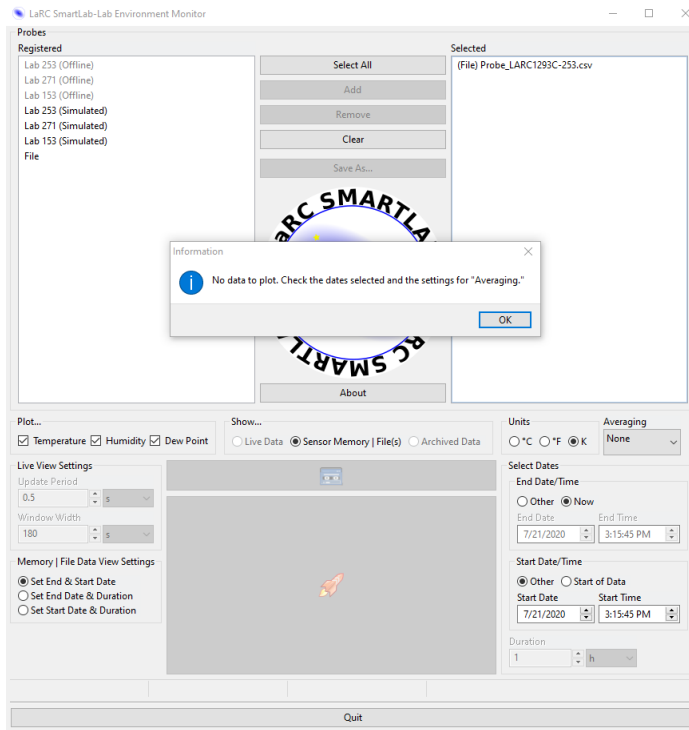 LaRC SmartLab-Lab Environment Monitor
Probes
Registered
Lab 253 (Offline)
Lab 271 (Offline)
Lab 153 (Offline)
Lab 253 (Simulated)
Lab 271 (Simulated)
Lab 153 (Simulated)
File
Select All
Add
Remove
Clear
Save As...
LaRC SMARTLA
RC SMARTL
About
Selected
(File) Probe_LARC1293C-253.csv
Information
No data to plot. Check the dates selected and the settings for "Averaging."
OK
Plot...
Temperature Humidity Dew Point
Show...
Live Data Sensor Memory | File(s) Archived Data
Units
°C °F K
Averaging
None
Live View Settings
Update Period
0.5 s
Window Width
180 s
Memory | File Data View Settings
Set End & Start Date
Set End Date & Duration
Set Start Date & Duration
Select Dates
End Date/Time
Other Now
End Date End Time
7/21/2020 3:15:45 PM
Start Date/Time
Other Start of Data
Start Date Start Time
7/21/2020 3:15:45 PM
Duration
1 h
Quit